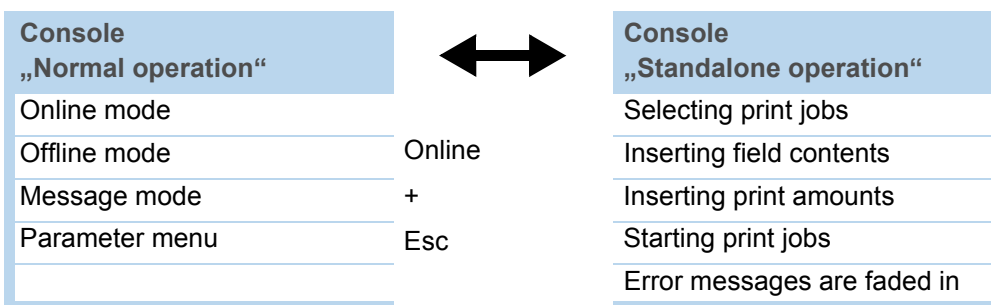 Console
„Normal operation“
Online mode
Offline mode
Message mode
Parameter menu
Online
+
Esc
Console
„Standalone operation“
Selecting print jobs
Inserting field contents
Inserting print amounts
Starting print jobs
Error messages are faded in